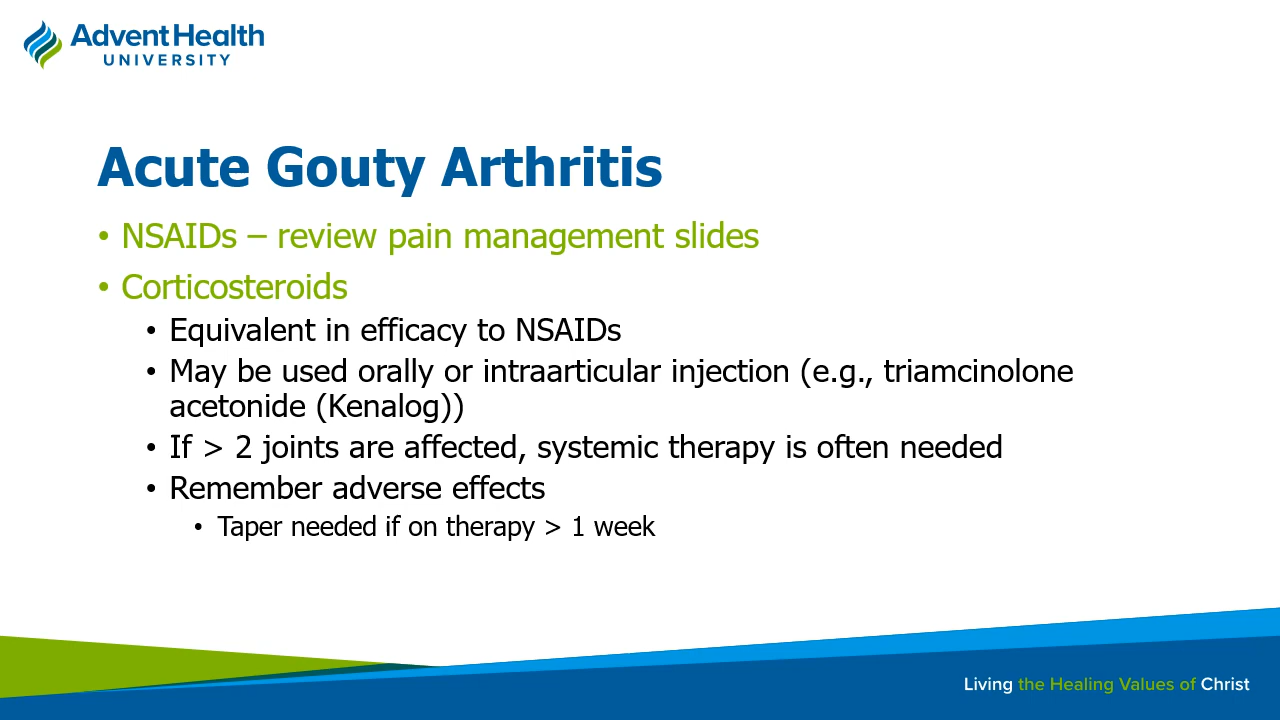 AdventHealth
UNIVERSITY
Acute Gouty Arthritis
• NSAIDs – review pain management slides
• Corticosteroids
• Equivalent in efficacy to NSAIDs
• May be used orally or intraarticular injection (e.g., triamcinolone
acetonide (Kenalog))
• If > 2 joints are affected, systemic therapy is often needed
• Remember adverse effects
• Taper needed if on therapy > 1 week
Living the Healing Values of Christ